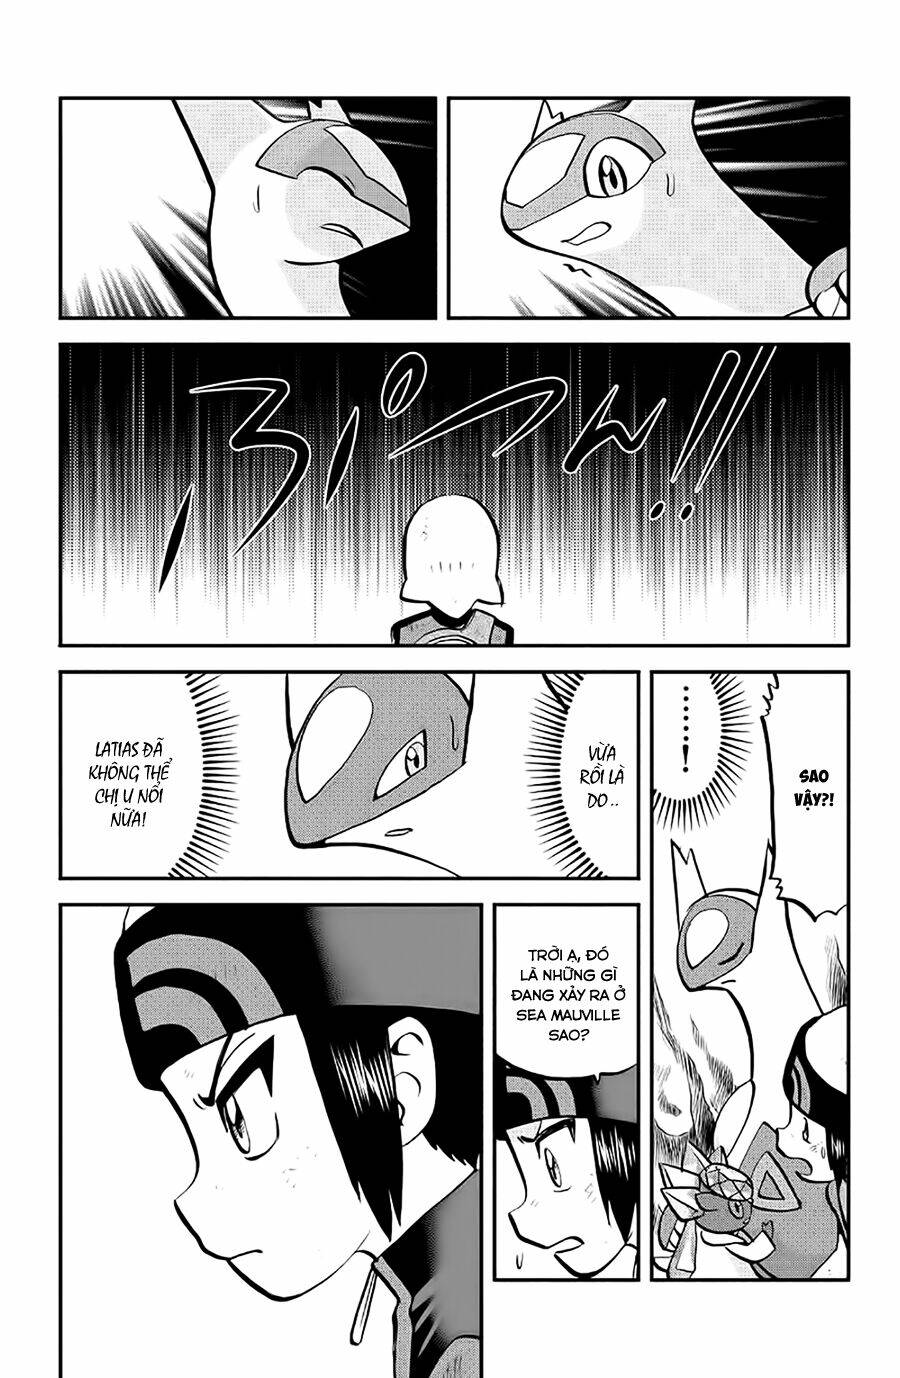 ぷつん!!
SAO
VẬY?!
......!
VỪA
RỒI LÀ
DO..
LATIAS ĐÃ
KHÔNG THỂ
CHỊU NỔI
NỮA!
TRỜI Ạ, ĐÓ
LÀ NHỮNG GÌ
ĐANG XẢY RA Ở
SEA MAUVILLE
SAO?